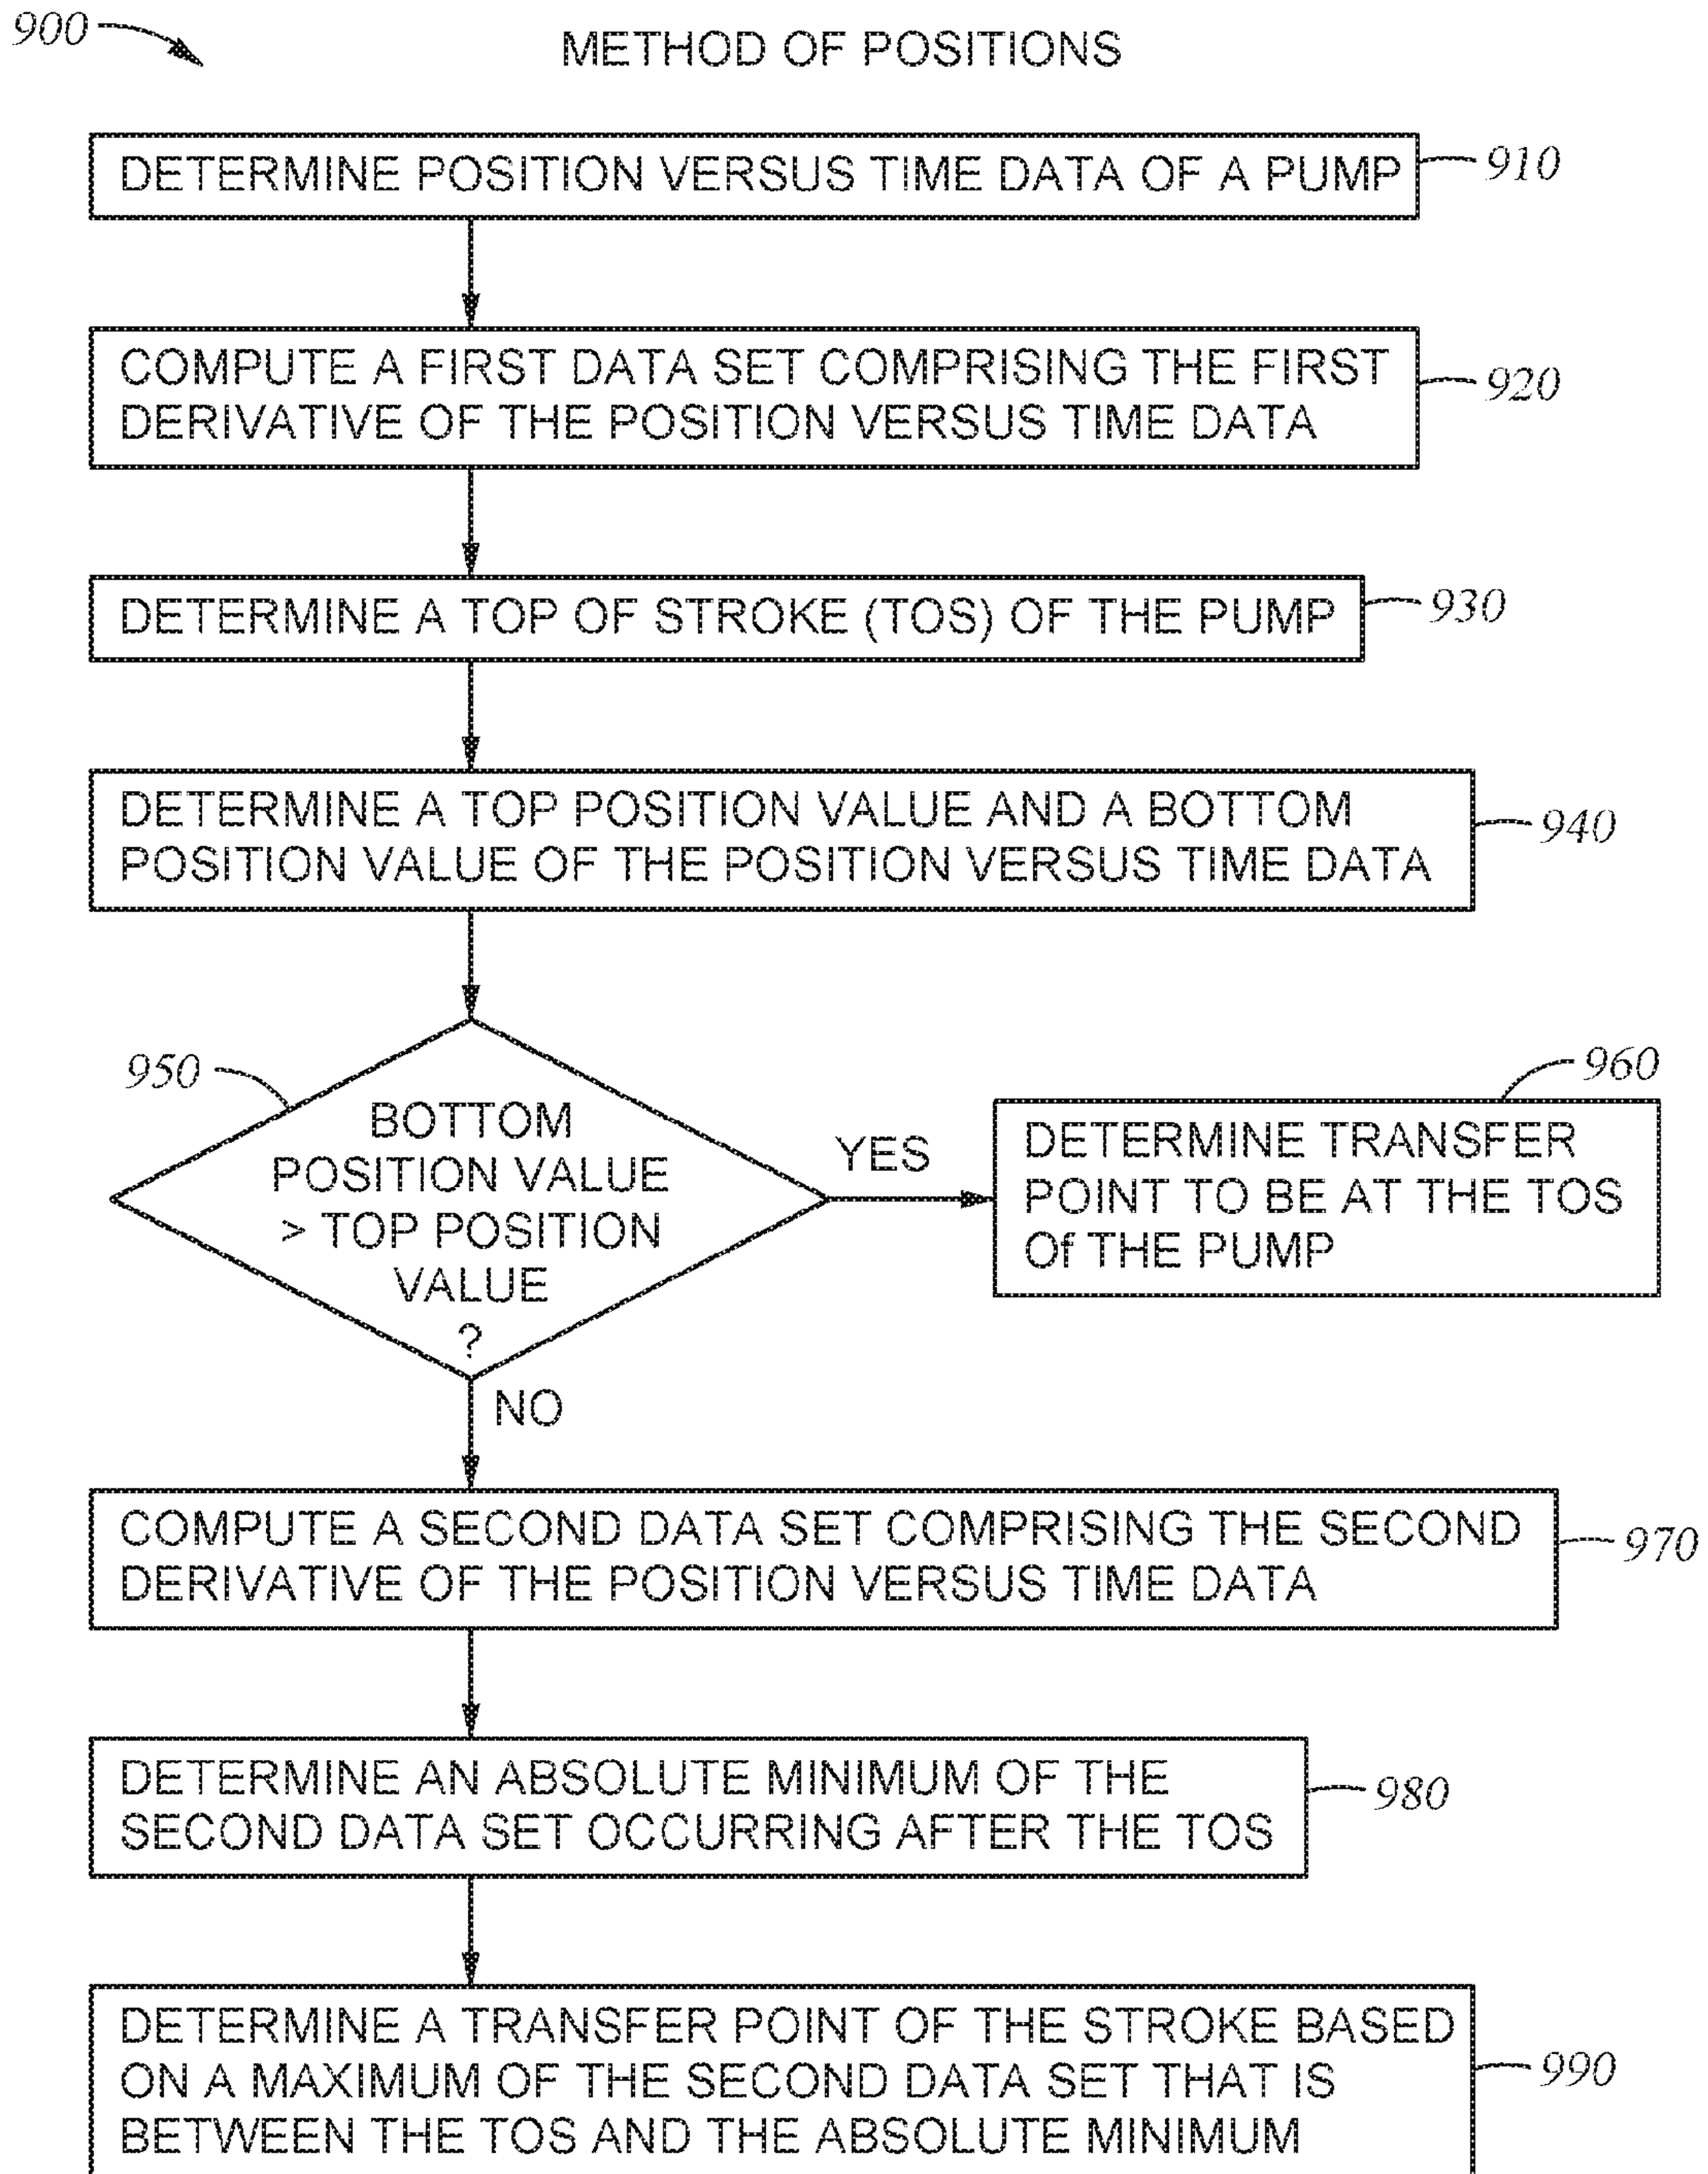 900
METHOD OF POSITIONS
DETERMINE POSITION VERSUS TIME DATA OF A PUMP
910
COMPUTE A FIRST DATA SET COMPRISING THE FIRST
DERIVATIVE OF THE POSITION VERSUS TIME DATA
920
DETERMINE A TOP OF STROKE (TOS) OF THE PUMP
930
DETERMINE A TOP POSITION VALUE AND A BOTTOM
POSITION VALUE OF THE POSITION VERSUS TIME DATA
940
950
BOTTOM
POSITION VALUE
> TOP POSITION
VALUE
?
YES
960
DETERMINE TRANSFER
POINT TO BE AT THE TOS
Of THE PUMP
NO
COMPUTE A SECOND DATA SET COMPRISING THE SECOND
DERIVATIVE OF THE POSITION VERSUS TIME DATA
970
DETERMINE AN ABSOLUTE MINIMUM OF THE
SECOND DATA SET OCCURRING AFTER THE TOS
980
DETERMINE A TRANSFER POINT OF THE STROKE BASED
ON A MAXIMUM OF THE SECOND DATA SET THAT IS
BETWEEN THE TOS AND THE ABSOLUTE MINIMUM
990